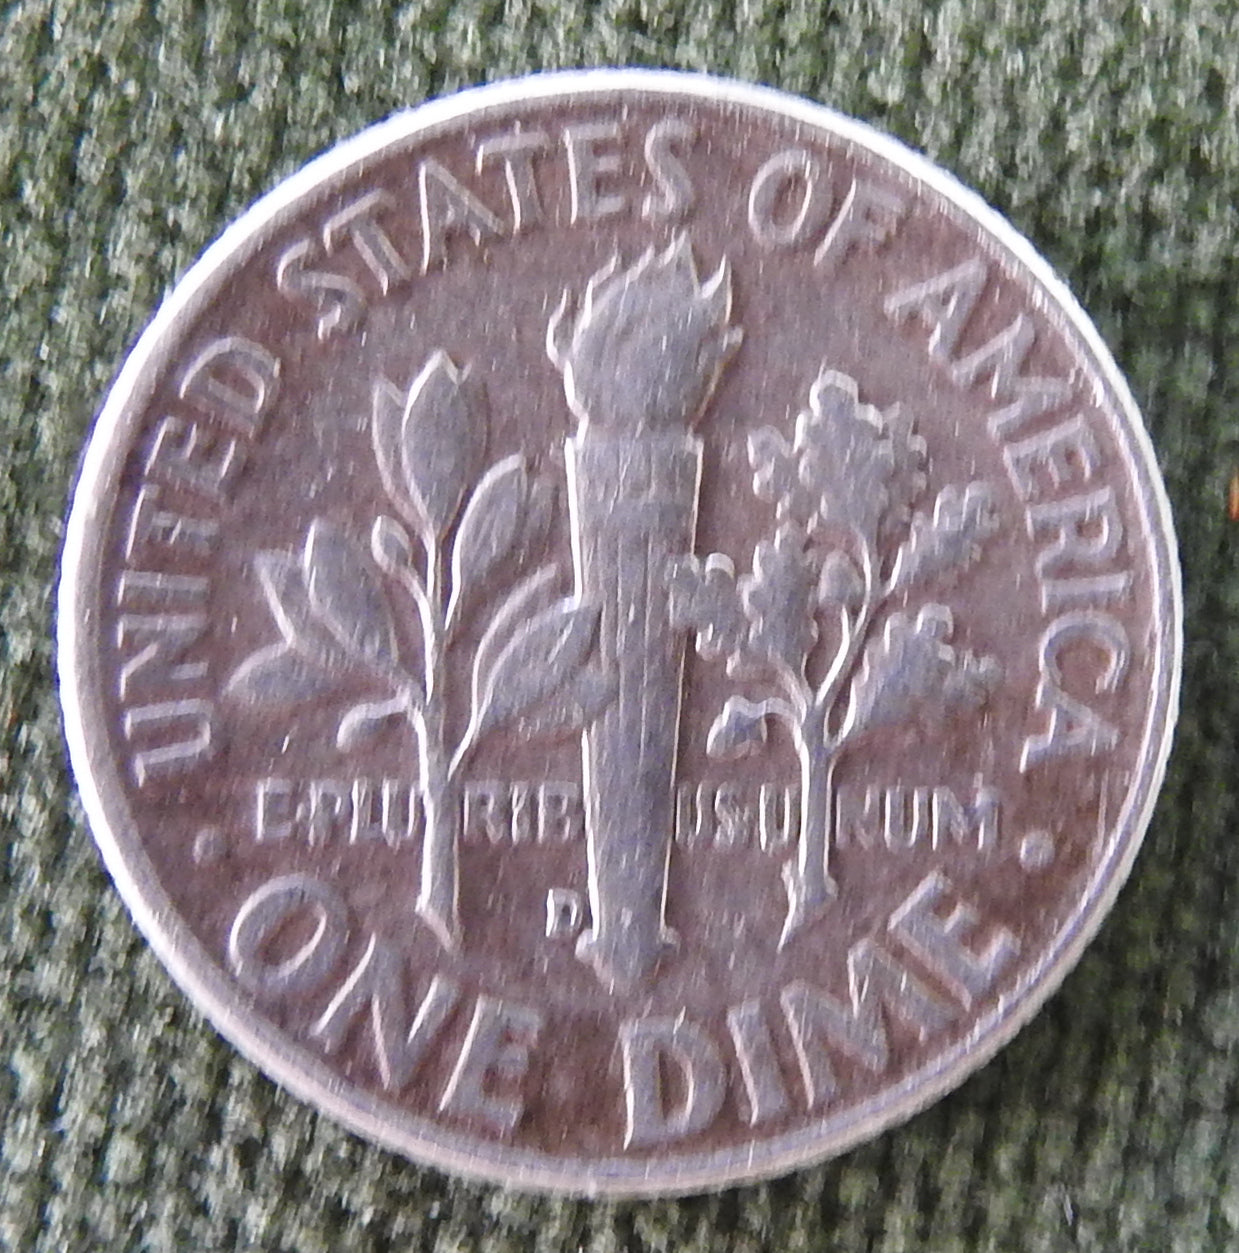 UNITED STATES OF AMERICA
E PLURIBUS UNUM
D
ONE DIME